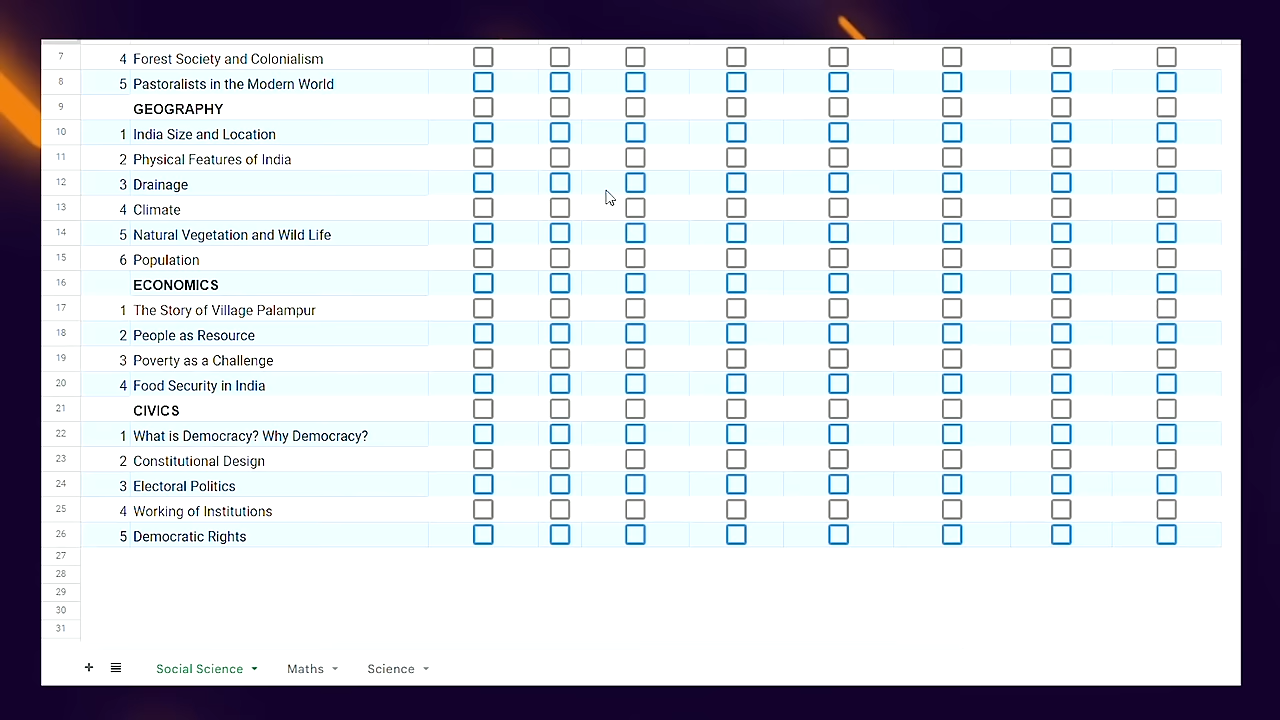 7 4 Forest Society and Colonialism
8 5 Pastoralists in the Modern World
9 GEOGRAPHY
10 1 India Size and Location
11 2 Physical Features of India
12 3 Drainage
13 4 Climate
14 5 Natural Vegetation and Wild Life
15 6 Population
16 ECONOMICS
17 1 The Story of Village Palampur
18 2 People as Resource
19 3 Poverty as a Challenge
20 4 Food Security in India
21 CIVICS
22 1 What is Democracy? Why Democracy?
23 2 Constitutional Design
24 3 Electoral Politics
25 4 Working of Institutions
26 5 Democratic Rights
27
28
29
30
31
Social Science Maths Science